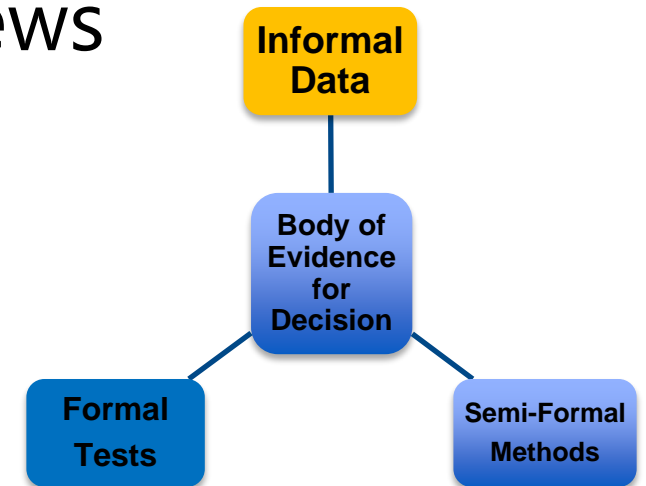 ews
Informal
Data
Body of
Evidence
for
Decision
Formal
Tests
Semi-Formal
Methods